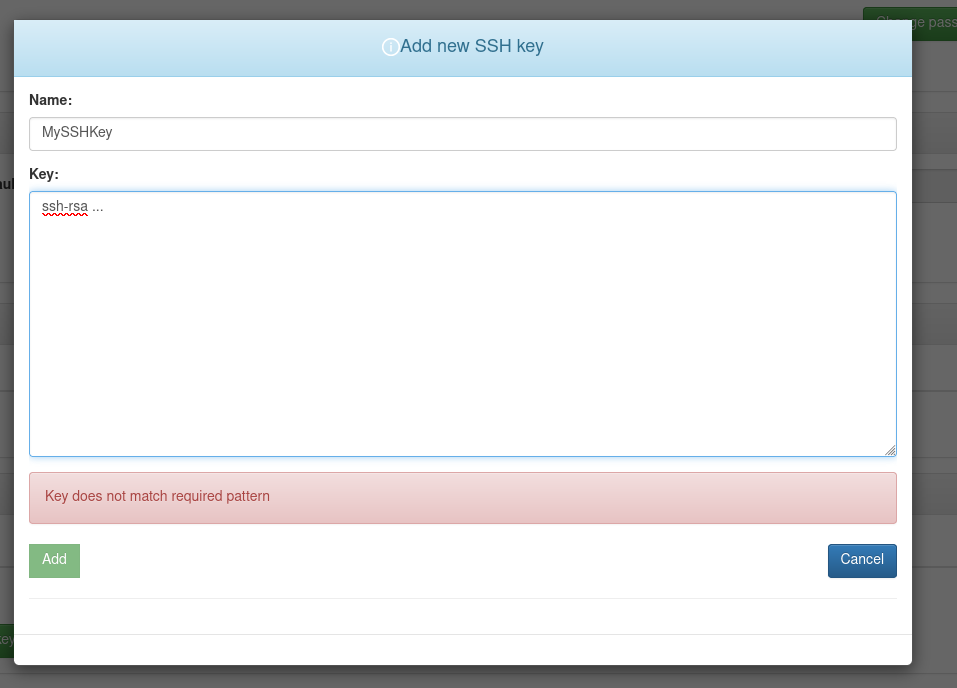 Change pass
Add new SSH key
Name:
MySSHKey
Key:
ssh-rsa ...
Key does not match required pattern
Add
Cancel